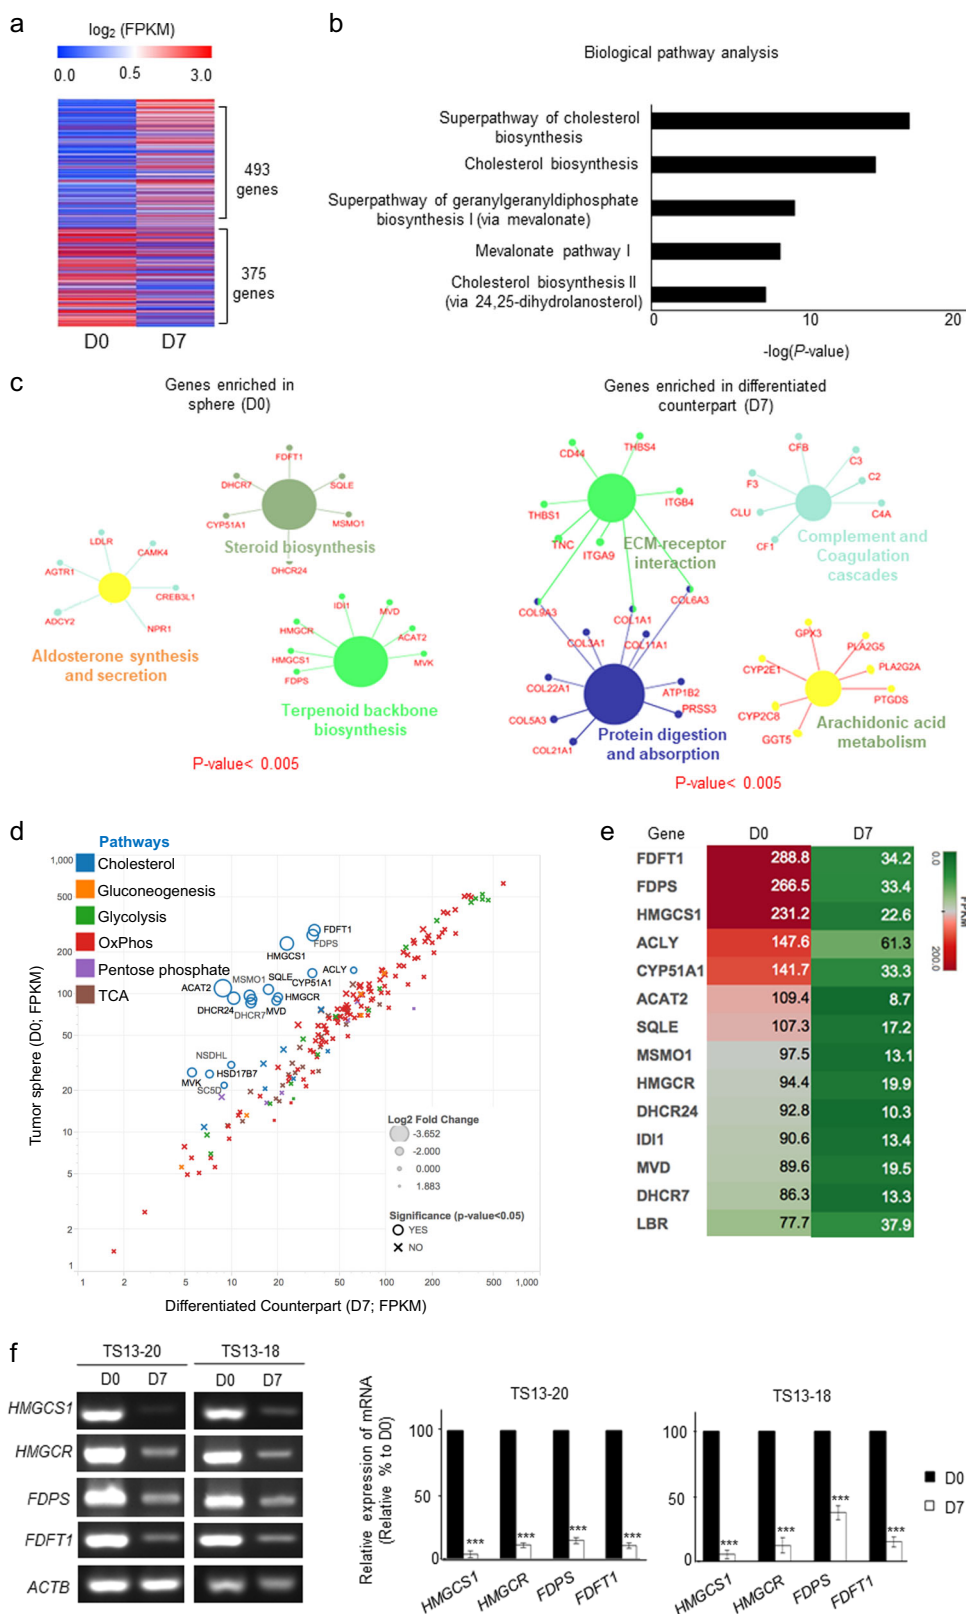 a
log2 (FPKM)
0.0 0.5 3.0
493
genes
375
genes
D0 D7
b
Biological pathway analysis
Superpathway of cholesterol
biosynthesis
Cholesterol biosynthesis
Superpathway of geranylgeranyldiphosphate
biosynthesis I (via mevalonate)
Mevalonate pathway I
Cholesterol biosynthesis II
(via 24,25-dihydrolanosterol)
0 10 20
-log(P-value)
c
Genes enriched in
sphere (D0)
FDFT1
DHCR7
SQLE
CYP51A1
MSMO1
Steroid biosynthesis
DHCR24
LDLR
CAMK4
AGTR1
CREB3L1
ADCY2
NPR1
Aldosterone synthesis
and secretion
IDI1
MVD
HMGCR
ACAT2
HMGCS1
MVK
FDPS
Terpenoid backbone
biosynthesis
P-value< 0.005
Genes enriched in differentiated
counterpart (D7)
CD44
THBS4
ITGB4
THBS1
TNC
ITGA9
ECM-receptor
interaction
COL9A3
COL6A3
COL1A1
COL3A1
COL11A1
COL22A1
ATP1B2
PRSS3
COL5A3
COL21A1
Protein digestion
and absorption
CFB
C3
F3
C2
CLU
C4A
CF1
Complement and
Coagulation
cascades
GPX3
PLA2G5
CYP2E1
PLA2G2A
PTGDS
CYP2C8
GGT5
Arachidonic acid
metabolism
P-value< 0.005
d
Pathways
Cholesterol
Gluconeogenesis
Glycolysis
OxPhos
Pentose phosphate
TCA
Tumor sphere (D0; FPKM)
1,000
500
200
100
50
20
10
5
2
1
FDFT1
FDPS
HMGCS1
ACLY
CYP51A1
SQLE
MSMO1
ACAT2
HMGCR
DHCR24
DHCR7
MVD
NSDHL
HSD17B7
MVK
SC5D
Log2 Fold Change
-3.652
-2.000
0.000
1.883
Significance (p-value<0.05)
YES
NO
1 2 5 10 20 50 100 200 500 1,000
Differentiated Counterpart (D7; FPKM)
e
Gene D0 D7
FDFT1 288.8 34.2
FDPS 266.5 33.4
HMGCS1 231.2 22.6
ACLY 147.6 61.3
CYP51A1 141.7 33.3
ACAT2 109.4 8.7
SQLE 107.3 17.2
MSMO1 97.5 13.1
HMGCR 94.4 19.9
DHCR24 92.8 10.3
IDI1 90.6 13.4
MVD 89.6 19.5
DHCR7 86.3 13.3
LBR 77.7 37.9
0.0
FPKM
200.0
f
TS13-20 TS13-18
D0 D7 D0 D7
HMGCS1
HMGCR
FDPS
FDFT1
ACTB
Relative expression of mRNA
(Relative % to D0)
TS13-20
100
50
0
*** *** *** ***
HMGCS1 HMGCR FDPS FDFT1
TS13-18
100
50
0
*** *** *** ***
HMGCS1 HMGCR FDPS FDFT1
D0
D7